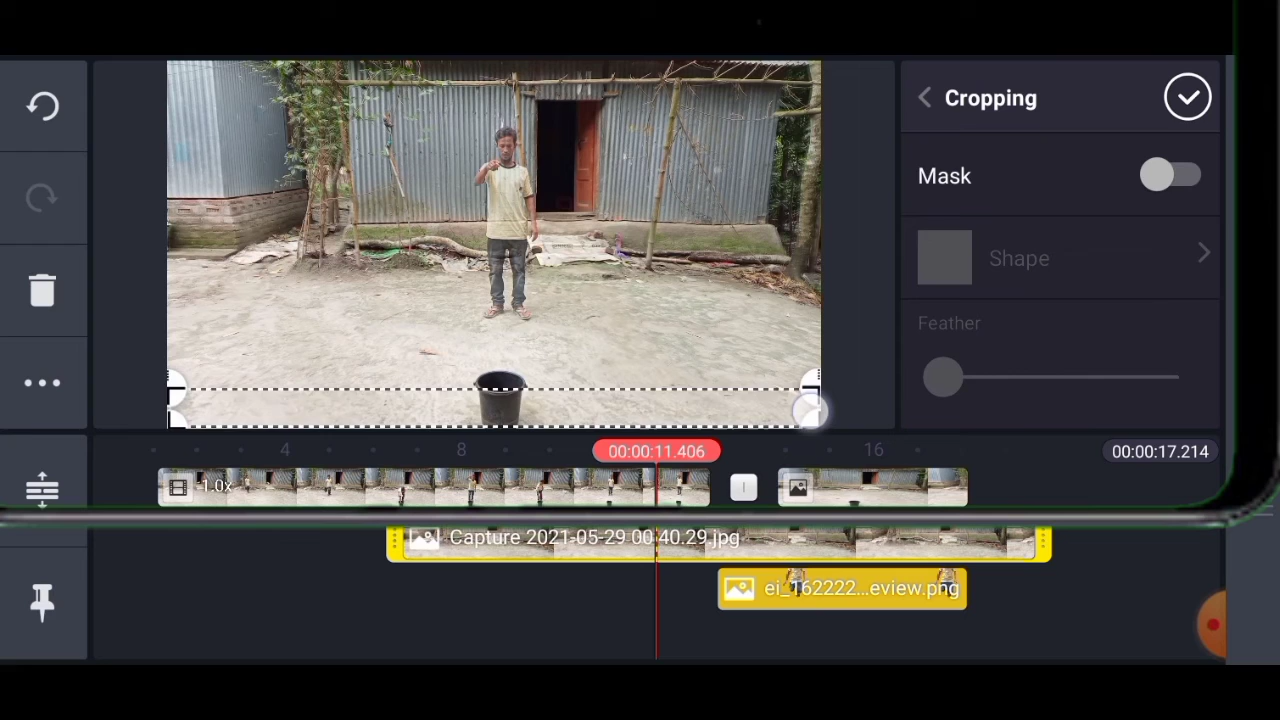 Cropping
Mask
Shape
Feather
4
8
00:00:11.406
16
00:00:17.214
-1.0x
Capture 2021-05-29 00 40.29.jpg
ei_162222...eview.png